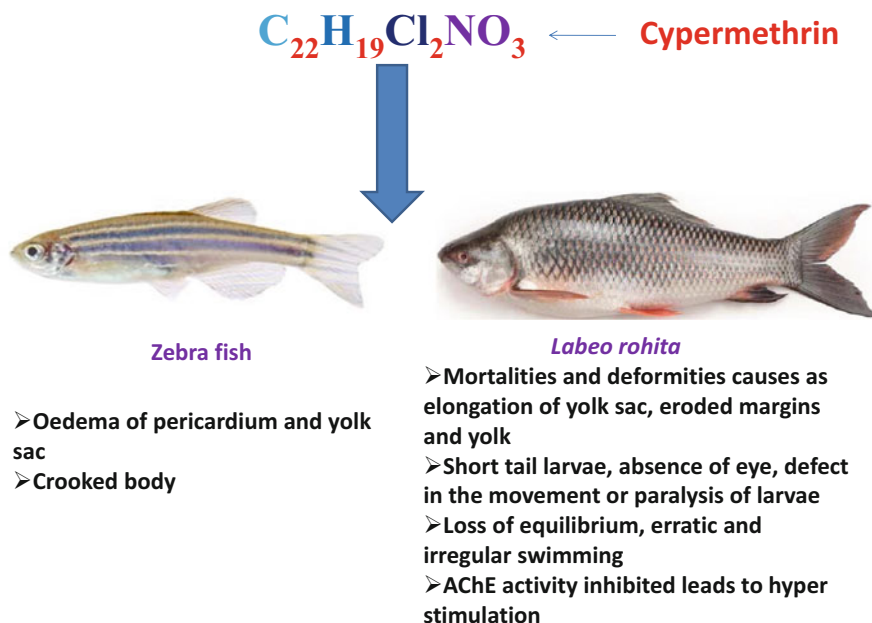 C22H19Cl2NO3 Cypermethrin
Zebra fish
➢Oedema of pericardium and yolk
sac
➢Crooked body
Labeo rohita
➢Mortalities and deformities causes as
elongation of yolk sac, eroded margins
and yolk
➢Short tail larvae, absence of eye, defect
in the movement or paralysis of larvae
➢Loss of equilibrium, erratic and
irregular swimming
➢AChE activity inhibited leads to hyper
stimulation